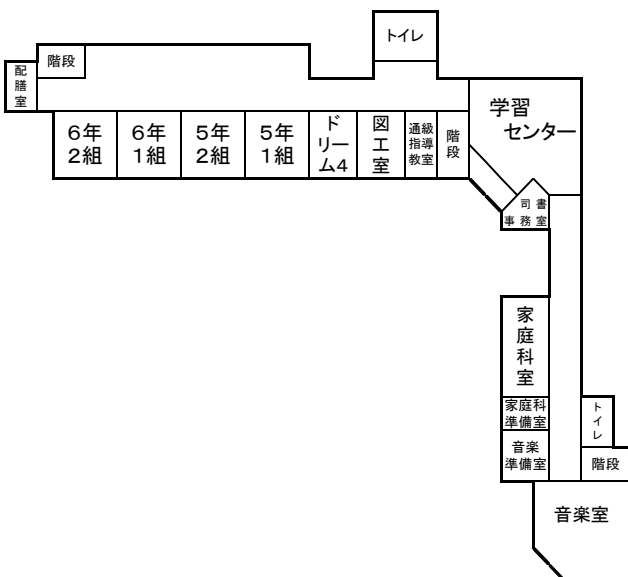 トイレ
階段
配膳室
学習
センター
6年
2組
6年
1組
5年
2組
5年
1組
ドリーム4
図工室
通級
指導
教室
階段
司書
事務室
家庭科室
家庭科
準備室
トイレ
音楽
準備室
階段
音楽室